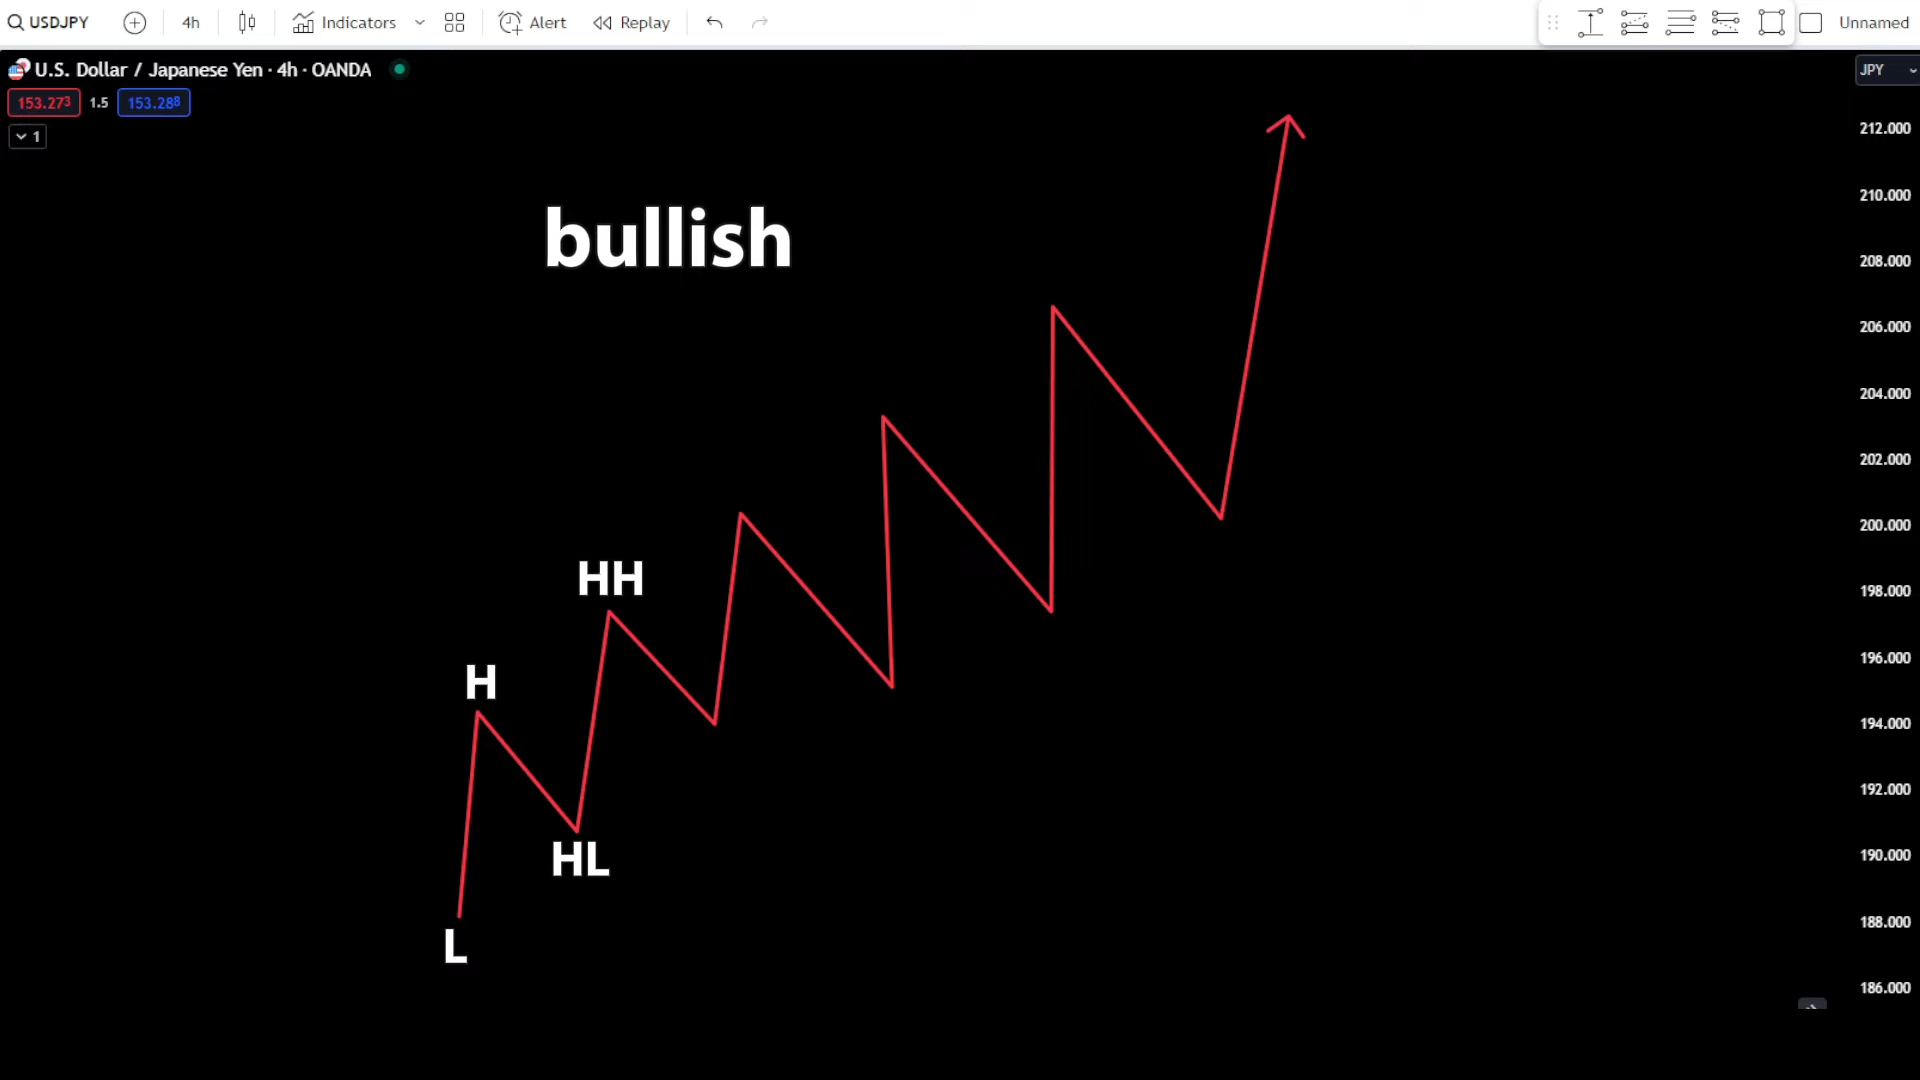 USDJPY 4h Indicators Alert Replay Unnamed
U.S. Dollar / Japanese Yen · 4h · OANDA
JPY
153.273 1.5 153.288
1
212.000
210.000
bullish
208.000
206.000
204.000
202.000
200.000
HH
198.000
H
196.000
194.000
192.000
HL
190.000
L
188.000
186.000